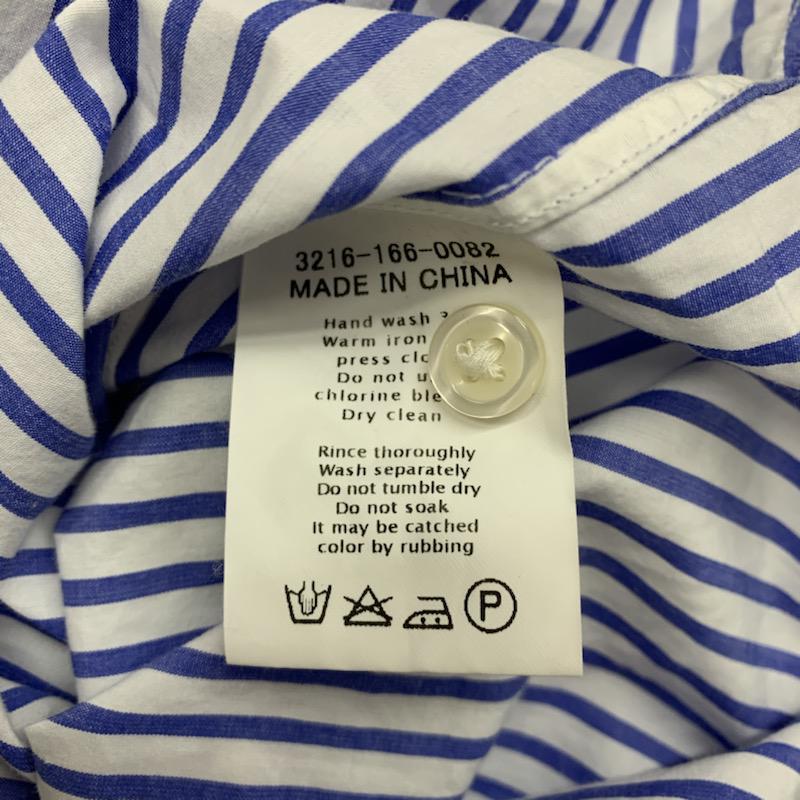 3216-166-0082
MADE IN CHINA
Hand wash
Warm iron
press
Do not
chlorine
Dry clean
Rince thoroughly
Wash separately
Do not tumble dry
Do not soak
It may be catched
color by rubbing
P